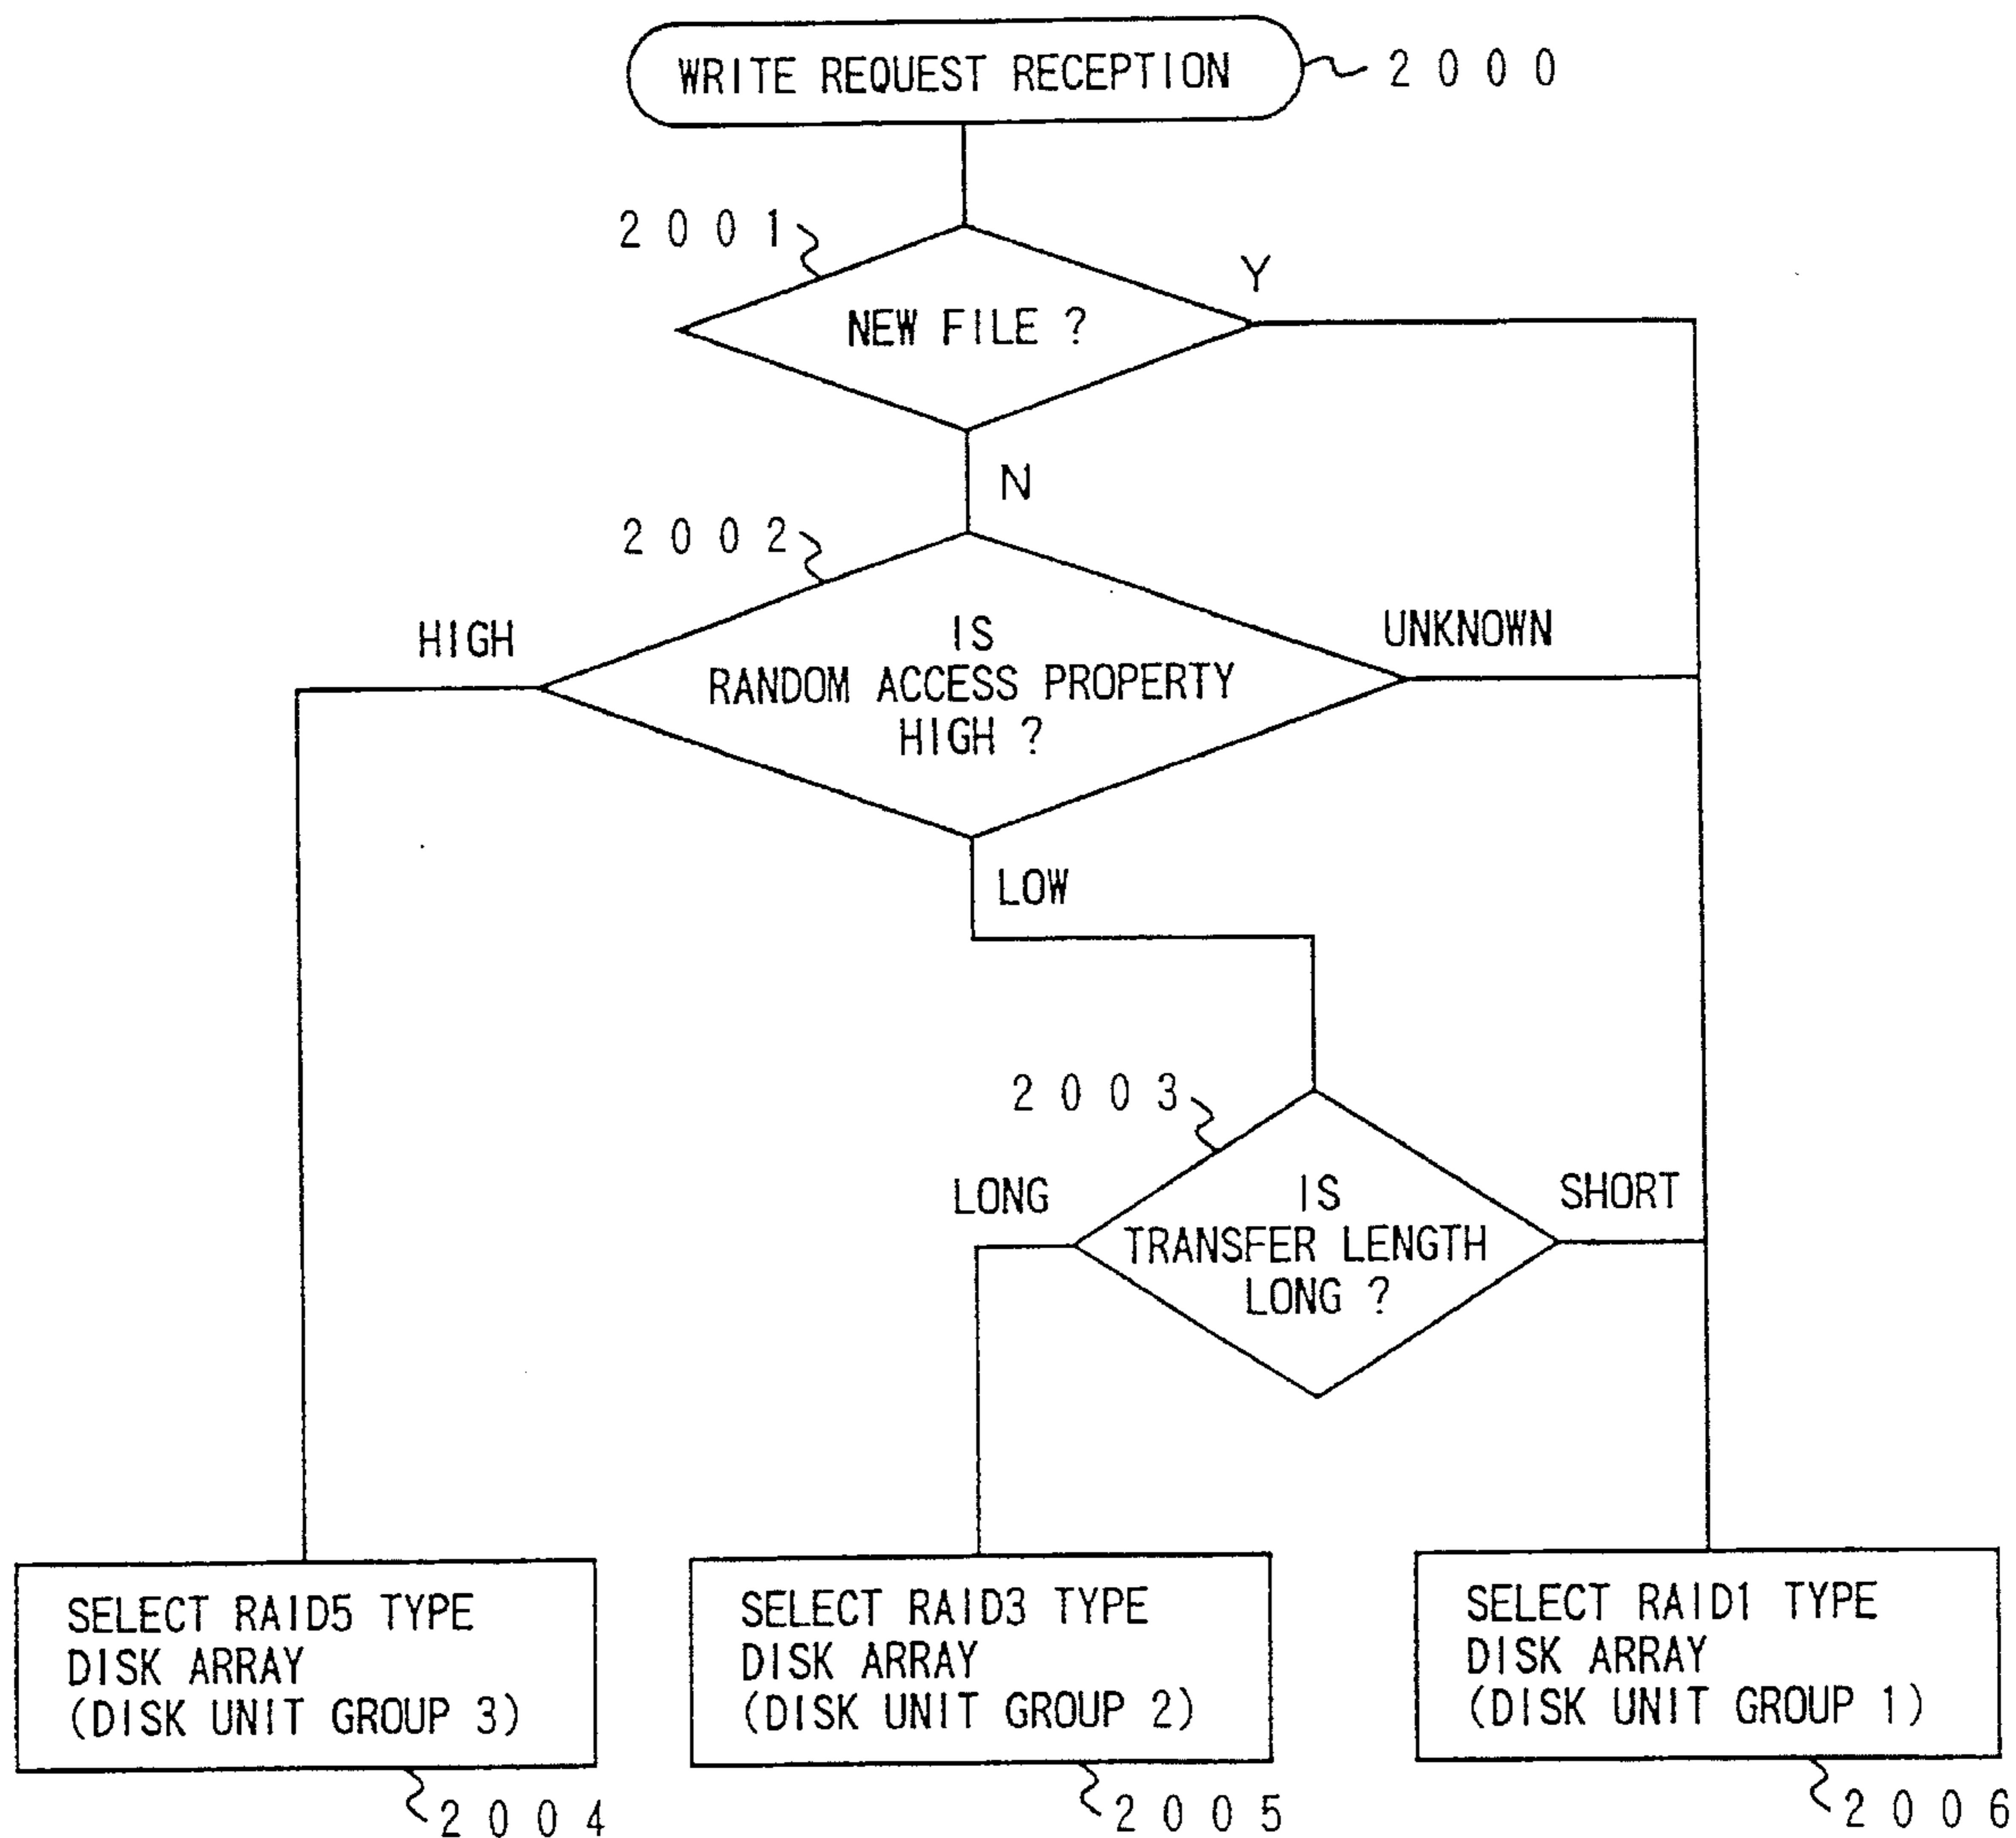 WRITE REQUEST RECEPTION
2000
2001
Y
NEW FILE ?
N
2002
HIGH
IS
RANDOM ACCESS PROPERTY
HIGH ?
UNKNOWN
LOW
2003
LONG
IS
TRANSFER LENGTH
LONG ?
SHORT
SELECT RAID5 TYPE
DISK ARRAY
(DISK UNIT GROUP 3)
2004
SELECT RAID3 TYPE
DISK ARRAY
(DISK UNIT GROUP 2)
2005
SELECT RAID1 TYPE
DISK ARRAY
(DISK UNIT GROUP 1)
2006